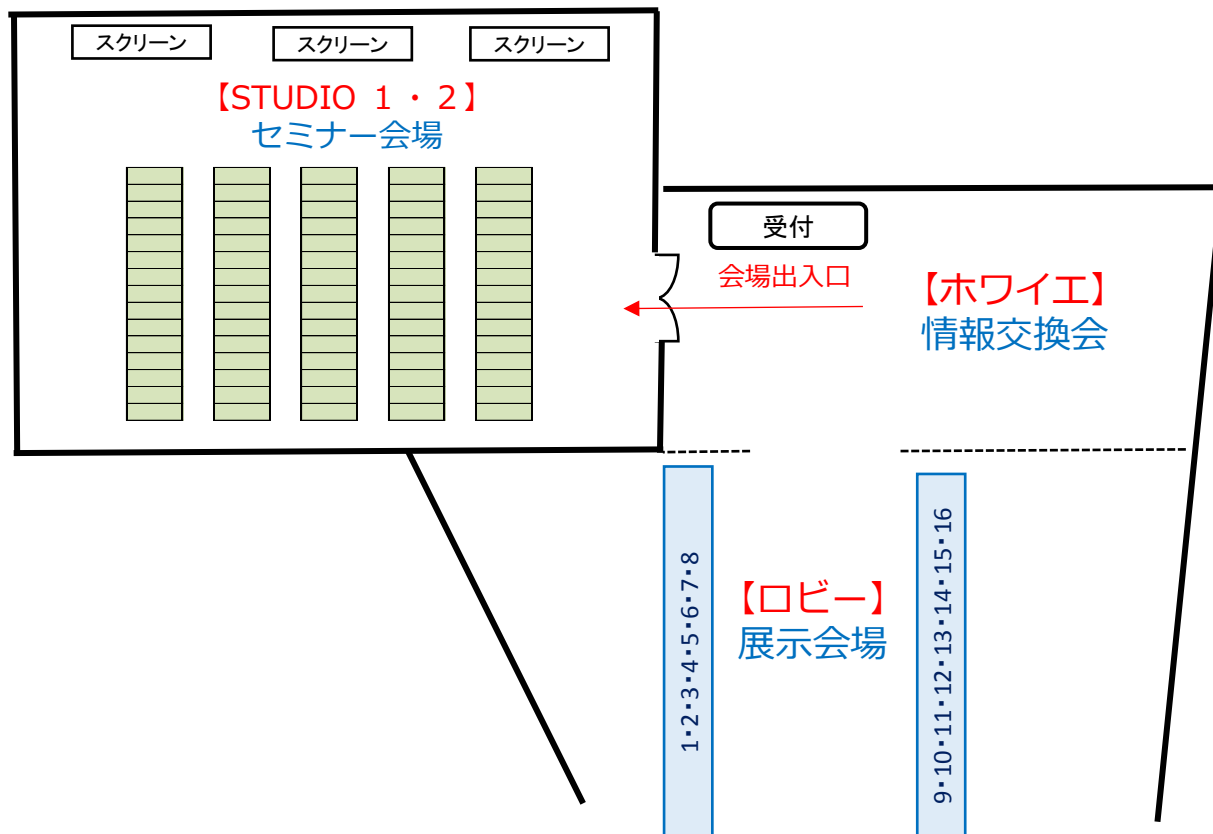 スクリーン
スクリーン
スクリーン
【STUDIO １・２】
セミナー会場
受付
会場出入口
【ホワイエ】
情報交換会
1・2・3・4・5・6・7・8
【ロビー】
展示会場
9・10・11・12・13・14・15・16